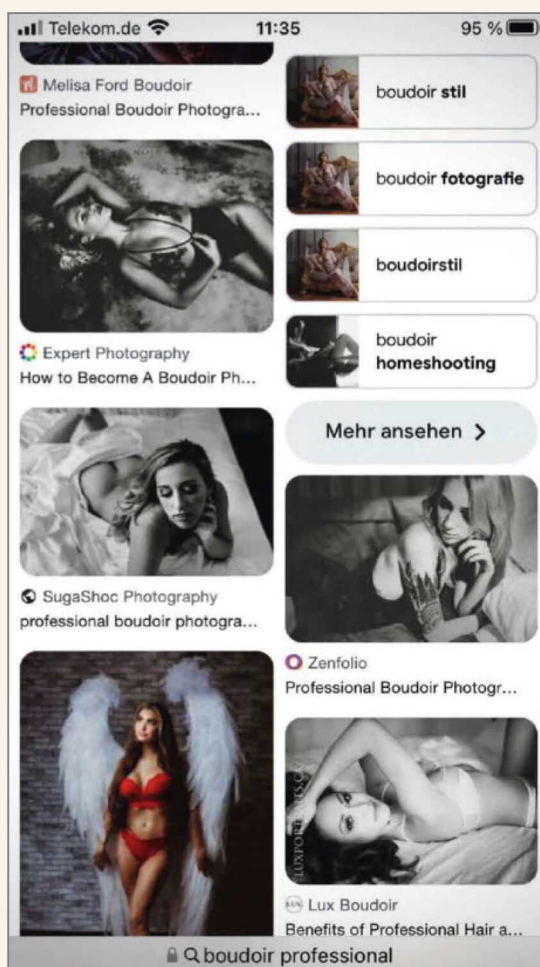 Telekom.de
11:35
95 %
Melisa Ford Boudoir
Professional Boudoir Photogra...
Expert Photography
How to Become A Boudoir Ph...
SugaShoc Photography
professional boudoir photogra...
boudoir stil
boudoir fotografie
boudoirstil
boudoir
homeshooting
Mehr ansehen
Zenfolio
Professional Boudoir Photogr...
LUXPORTRAITS.CA
Lux Boudoir
Benefits of Professional Hair a...
boudoir professional